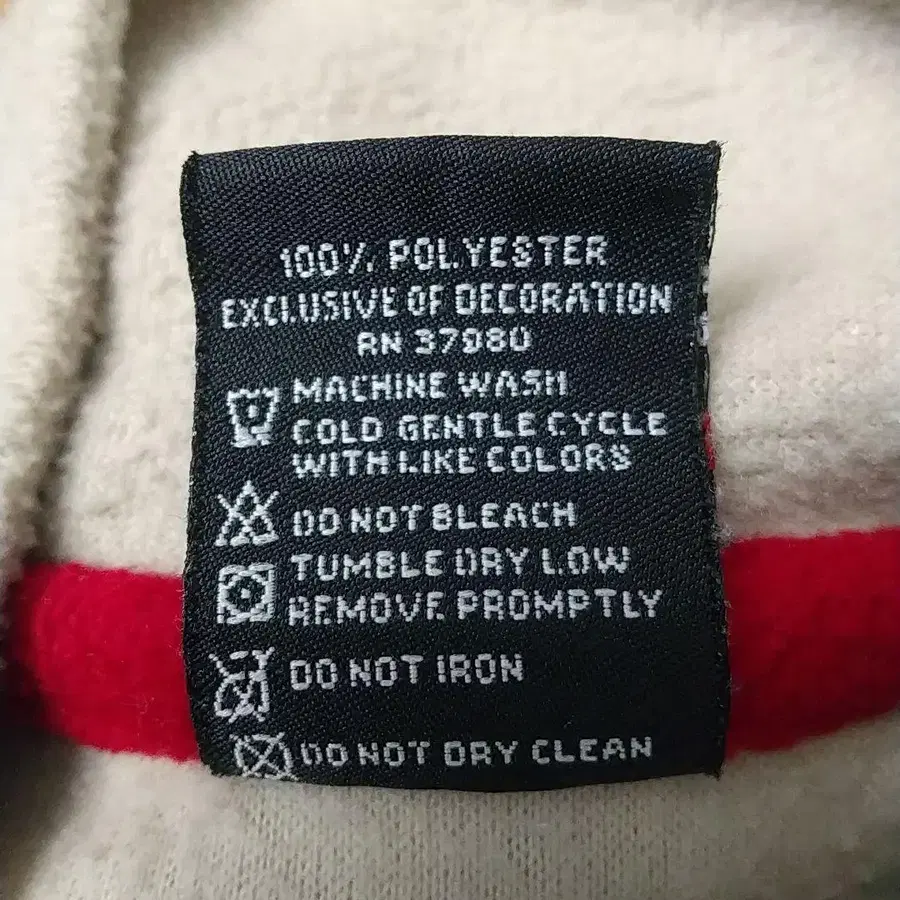 100% POLYESTER
EXCLUSIVE OF DECORATION
RN 37980
MACHINE WASH
COLD GENTLE CYCLE
WITH LIKE COLORS
DO NOT BLEACH
TUMBLE DRY LOW
REMOVE PROMPTLY
DO NOT IRON
DO NOT DRY CLEAN